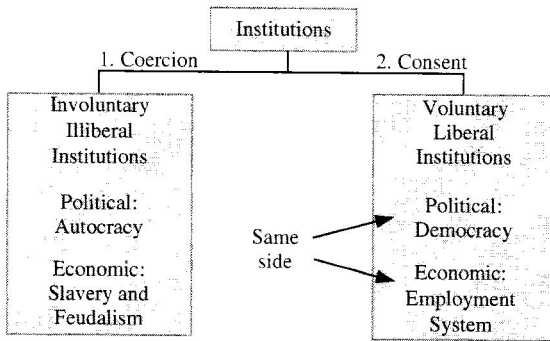 Institutions
1. Coercion
2. Consent
Involuntary
Illiberal
Institutions
Political:
Autocracy
Economic:
Slavery and
Feudalism
Same
side
Voluntary
Liberal
Institutions
Political:
Democracy
Economic:
Employment
System